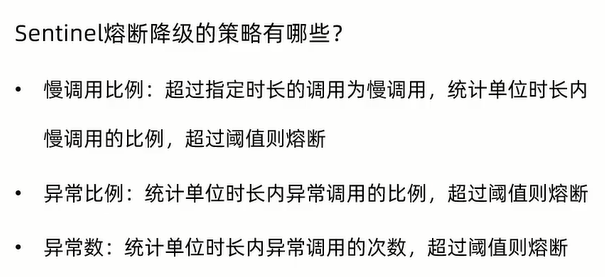 Sentinel熔断降级的策略有哪些？
• 慢调用比例：超过指定时长的调用为慢调用，统计单位时长内
慢调用的比例，超过阈值则熔断
• 异常比例：统计单位时长内异常调用的比例，超过阈值则熔断
• 异常数：统计单位时长内异常调用的次数，超过阈值则熔断